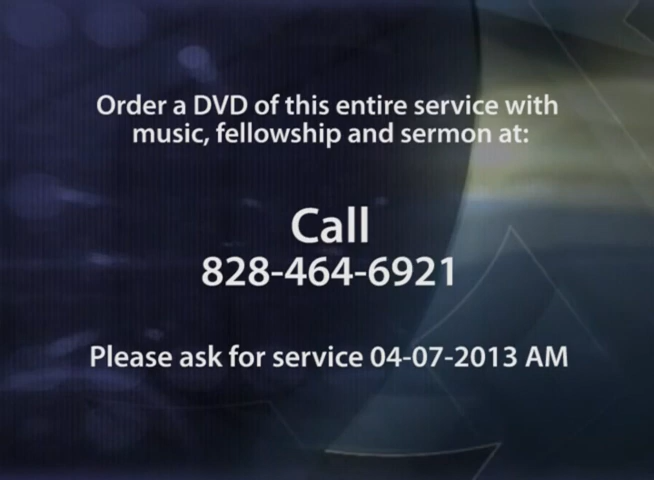 Order a DVD of this entire service with
music, fellowship and sermon at:
Call
828-464-6921
Please ask for service 04-07-2013 AM